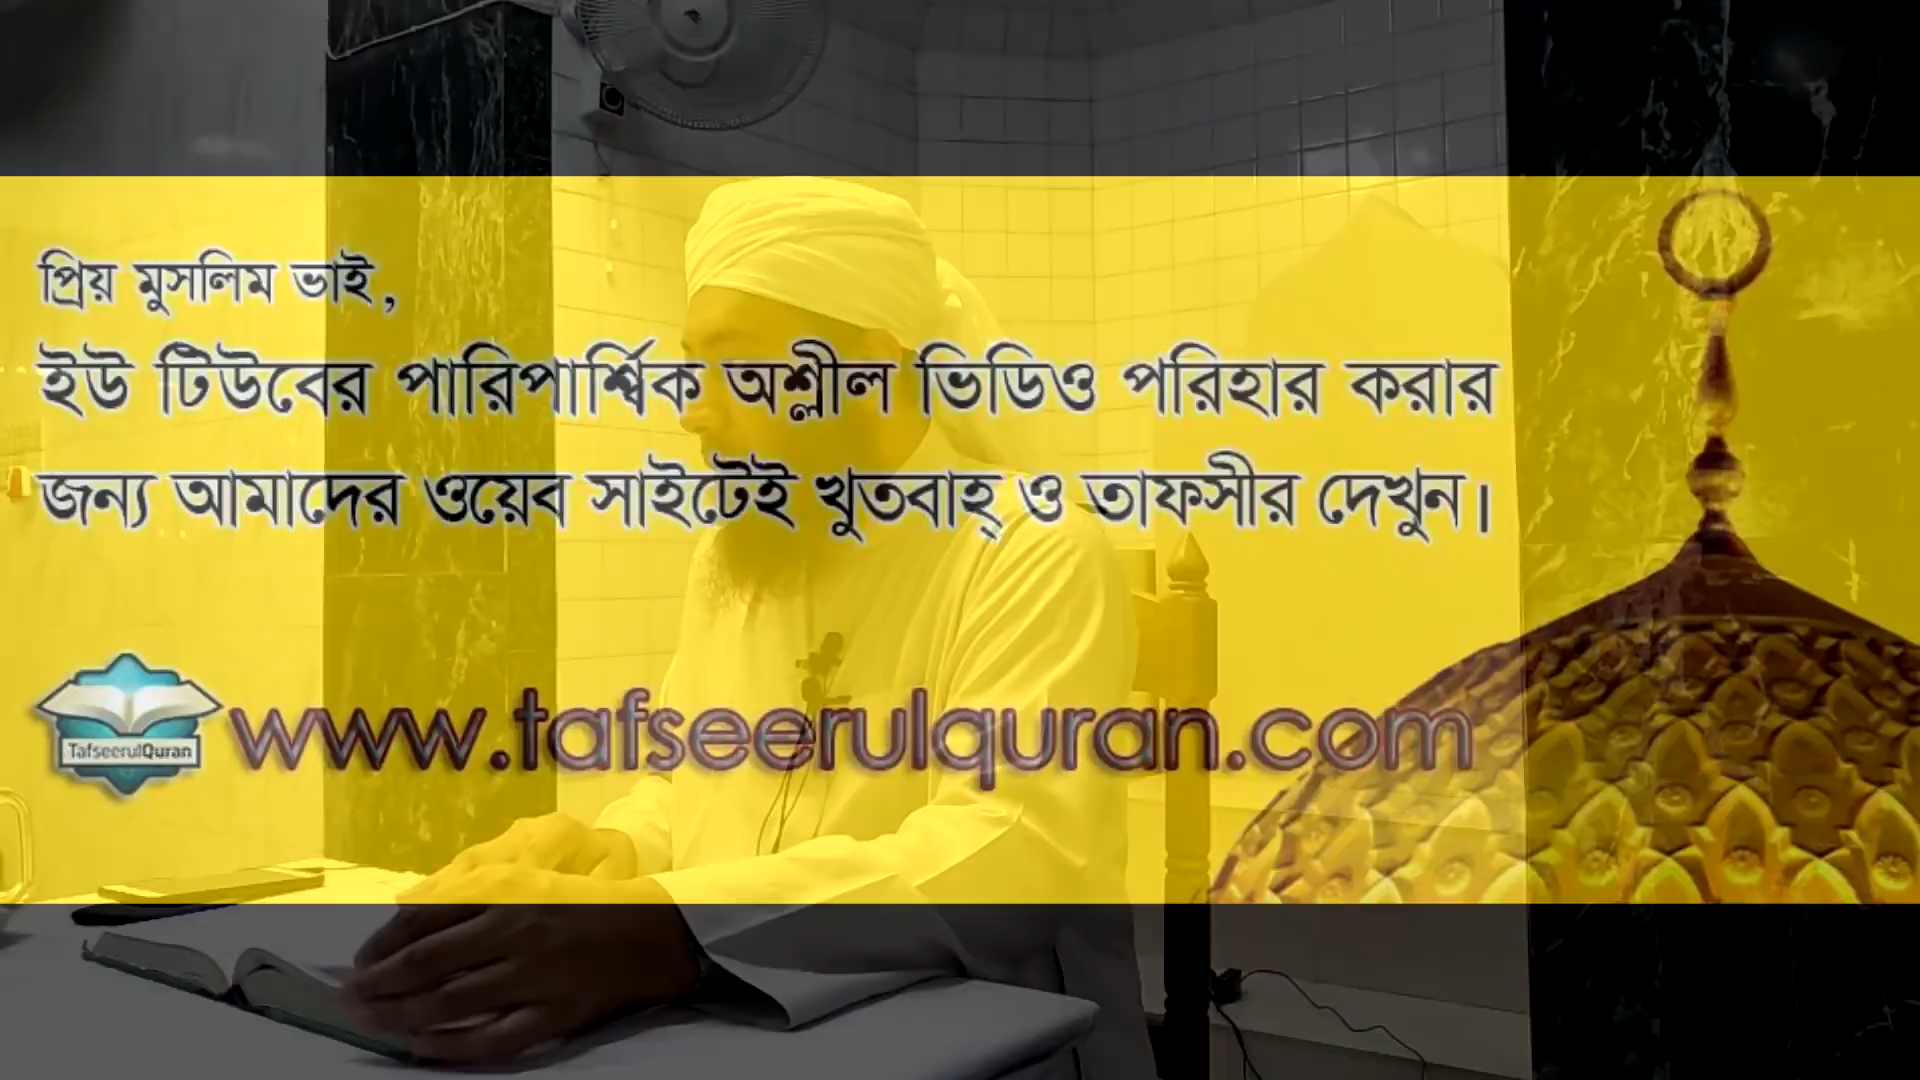 প্রিয় মুসলিম ভাই,
ইউ টিউবের পারিপার্শ্বিক অশ্লীল ভিডিও পরিহার করার
জন্য আমাদের ওয়েব সাইটেই খুতবাহ্ ও তাফসীর দেখুন।
TafseerulQuran
www.tafseerulquran.com